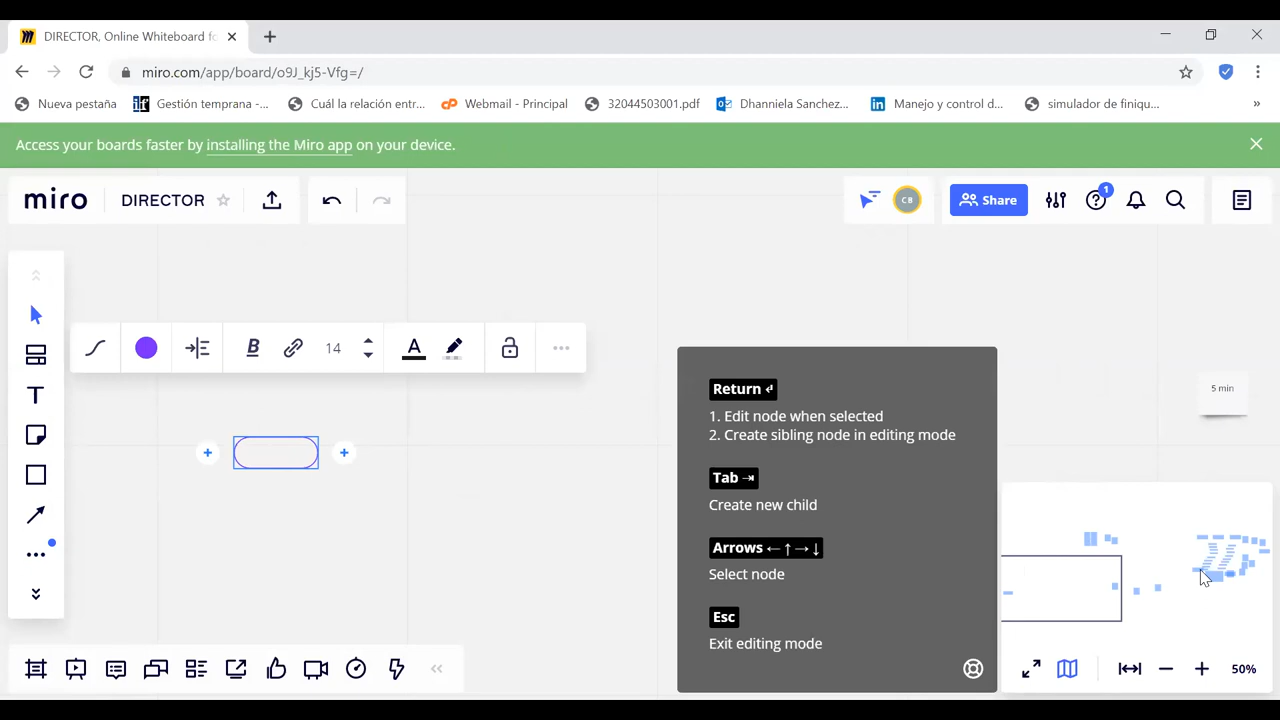 DIRECTOR, Online Whiteboard fo
miro.com/app/board/o9J_kj5-Vfg=/
Nueva pestaña
Gestión temprana -...
Cuál la relación entr...
Webmail - Principal
32044503001.pdf
Dhanniela Sanchez...
Manejo y control d...
simulador de finiqu...
»
Access your boards faster by installing the Miro app on your device.
miro
DIRECTOR
CB
Share
1
B
14
A
T
5 min
Return ↵
1. Edit node when selected
2. Create sibling node in editing mode
Tab ⇥
Create new child
Arrows ←↑→↓
Select node
Esc
Exit editing mode
50%